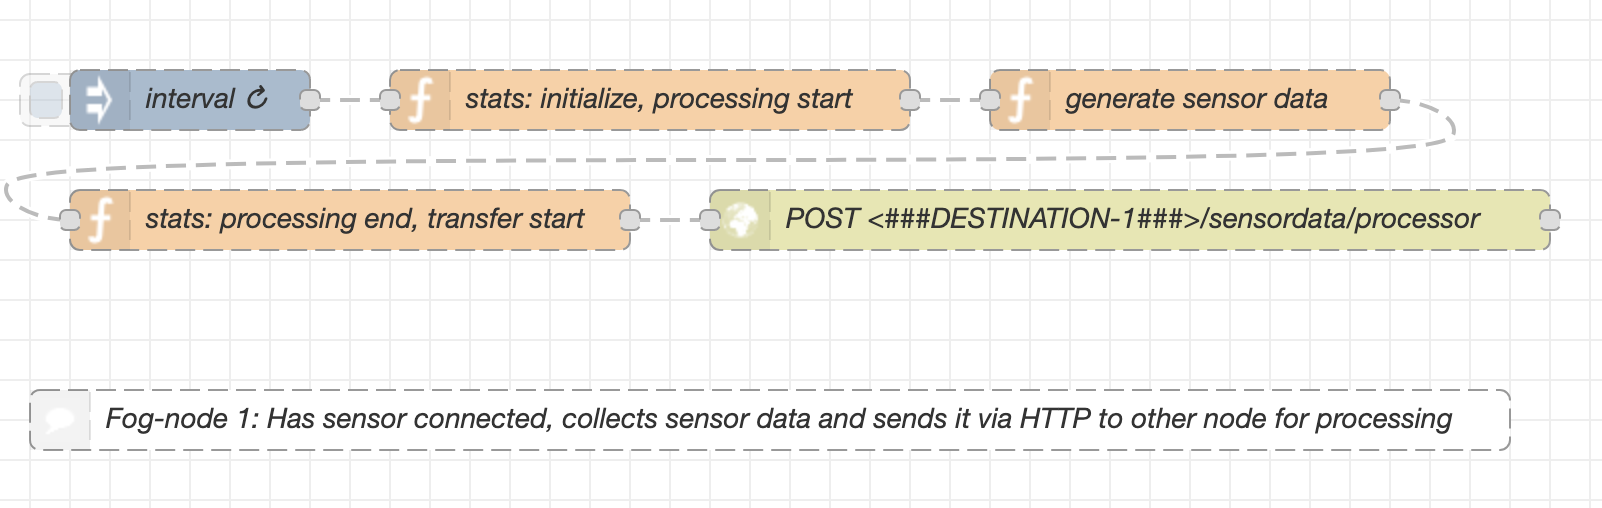 interval ↻
stats: initialize, processing start
generate sensor data
stats: processing end, transfer start
POST <###DESTINATION-1###>/sensordata/processor
Fog-node 1: Has sensor connected, collects sensor data and sends it via HTTP to other node for processing